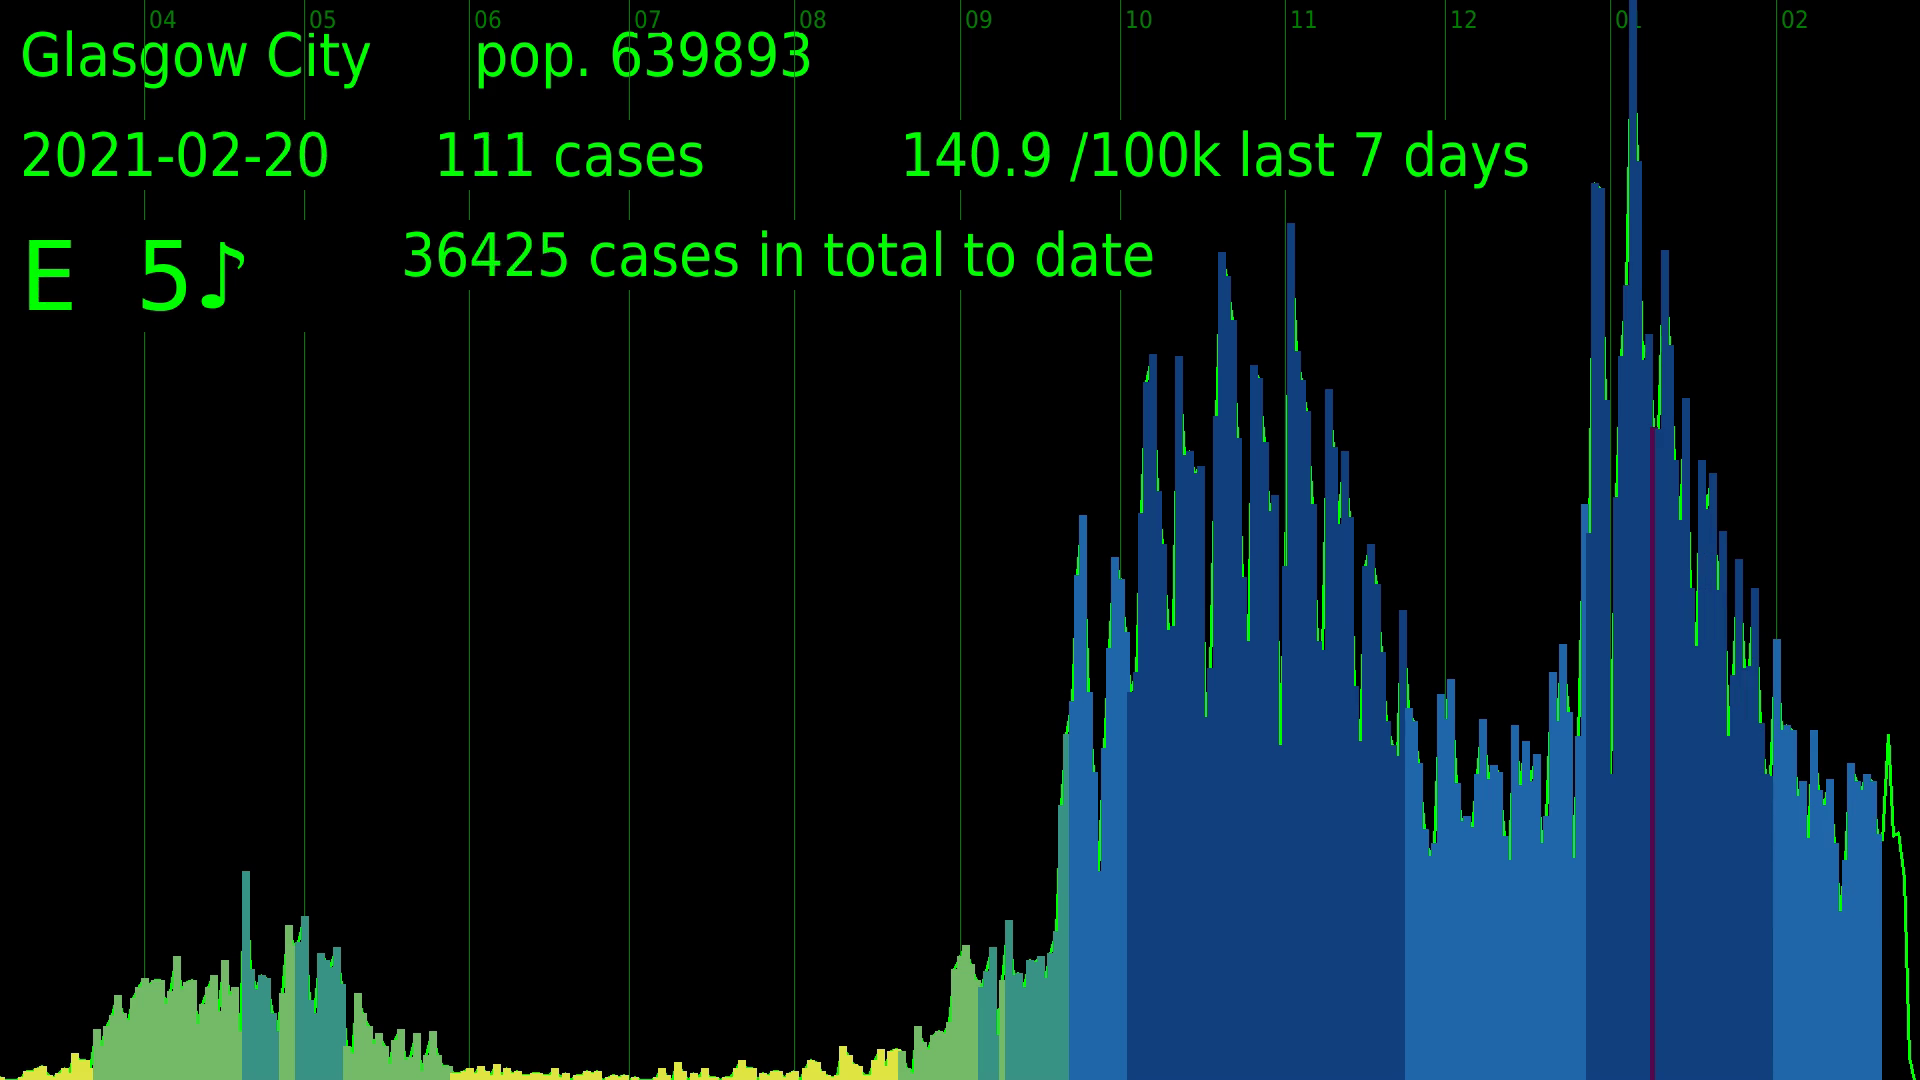 04 05 06 07 08 09 10 11 12 01 02
Glasgow City pop. 639893
2021-02-20 111 cases 140.9 /100k last 7 days
E 5♪ 36425 cases in total to date